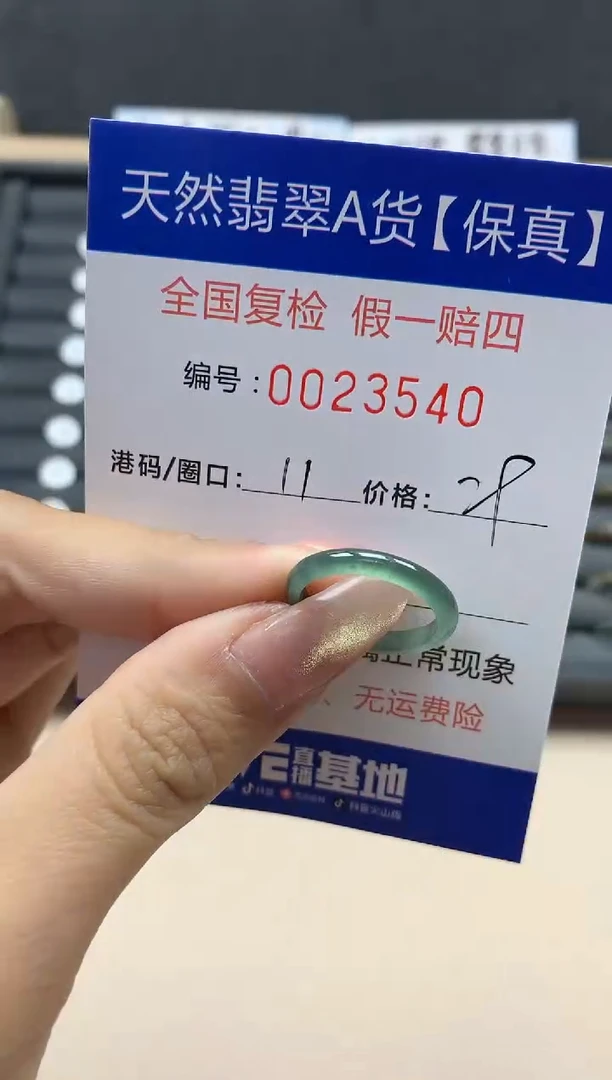 天然翡翠A货【保真】
全国复检 假一赔四
编号:0023540
港码/圈口: 11 价格:
正常现象
、无运费险
直播基地